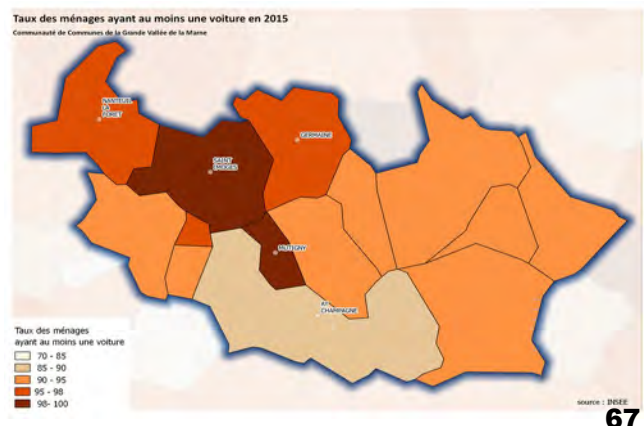 Taux des ménages ayant au moins une voiture en 2015
Communauté de Communes de la Grande Vallée de la Marne
NANTEUIL
LA
FORET
GERMAINE
SAINT
IMOGES
MUTIGNY
AY
CHAMPAGNE
Taux des ménages
ayant au moins une voiture
70 - 85
85 - 90
90 - 95
95 - 98
98- 100
source : INSEE
67